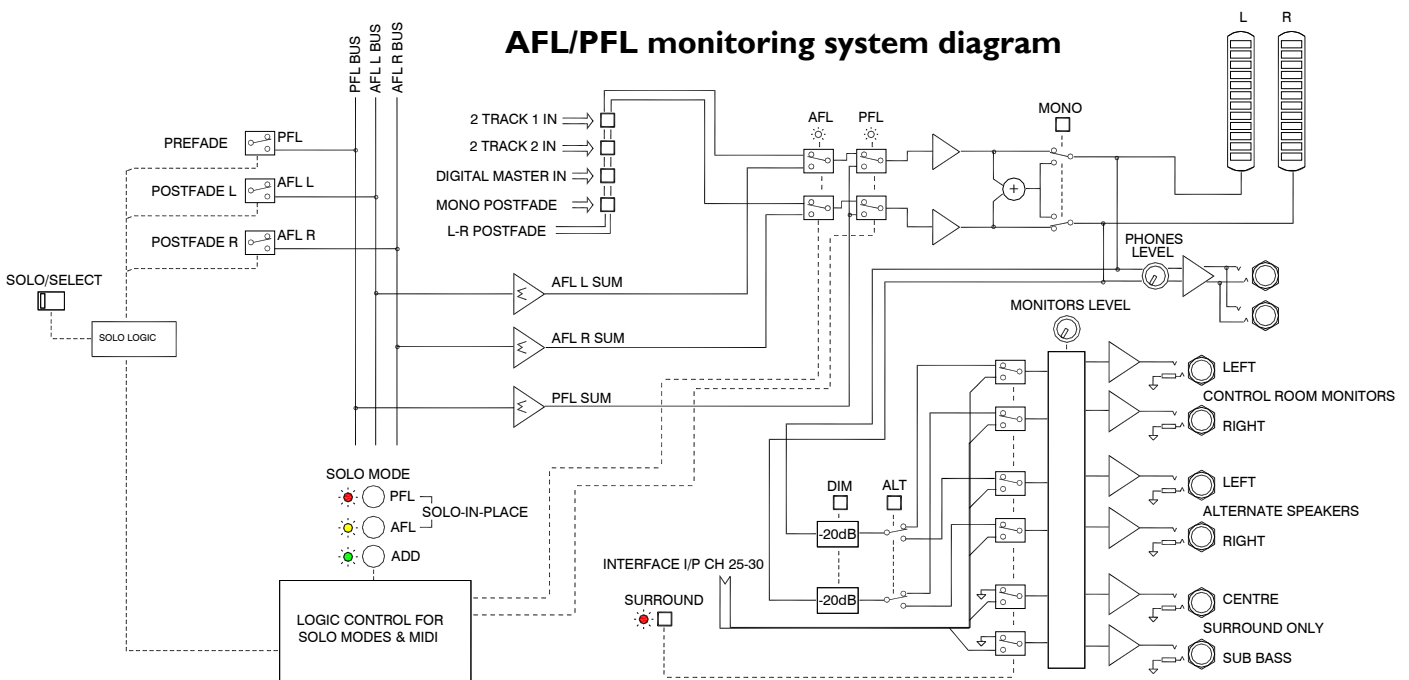 AFL/PFL monitoring system diagram
L
R
PFL BUS
AFL L BUS
AFL R BUS
PREFADE
PFL
POSTFADE L
AFL L
POSTFADE R
AFL R
SOLO/SELECT
SOLO LOGIC
2 TRACK 1 IN
2 TRACK 2 IN
DIGITAL MASTER IN
MONO POSTFADE
L-R POSTFADE
AFL
PFL
MONO
+
PHONES
LEVEL
Σ
AFL L SUM
Σ
AFL R SUM
Σ
PFL SUM
MONITORS LEVEL
LEFT
CONTROL ROOM MONITORS
RIGHT
LEFT
ALTERNATE SPEAKERS
RIGHT
CENTRE
SURROUND ONLY
SUB BASS
SOLO MODE
PFL
SOLO-IN-PLACE
AFL
ADD
LOGIC CONTROL FOR
SOLO MODES & MIDI
DIM
ALT
-20dB
-20dB
INTERFACE I/P CH 25-30
SURROUND